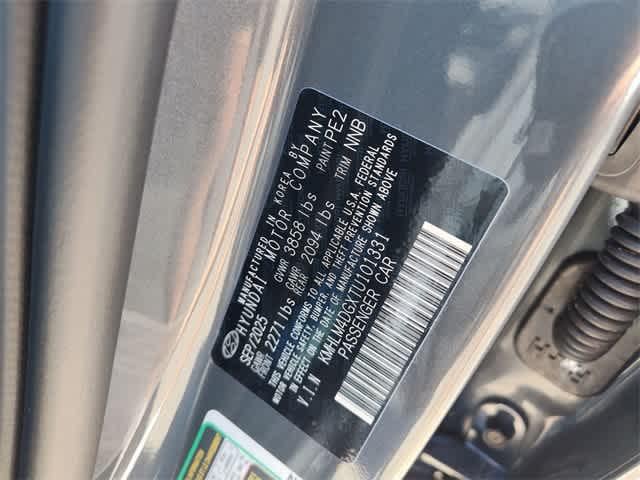 MANUFACTURED IN KOREA BY
HYUNDAI MOTOR COMPANY
SEP/2025 GVWR 3858 lbs PAINT PE2
GAWR FRONT 2271 lbs GAWR REAR 2094 lbs TRIM NNB
THIS VEHICLE CONFORMS TO ALL APPLICABLE U.S.A. FEDERAL
MOTOR VEHICLE SAFETY, BUMPER, AND THEFT PREVENTION STANDARDS
IN EFFECT ON THE DATE OF MANUFACTURE SHOWN ABOVE
V.I.N KMHLM4DGXTU101331
PASSENGER CAR